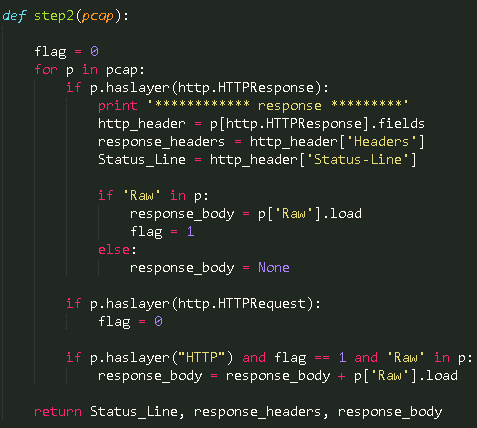 def step2(pcap):
flag = 0
for p in pcap:
if p.haslayer(http.HTTPResponse):
print '************ response *********'
http_header = p[http.HTTPResponse].fields
response_headers = http_header['Headers']
Status_Line = http_header['Status-Line']
if 'Raw' in p:
response_body = p['Raw'].load
flag = 1
else:
response_body = None
if p.haslayer(http.HTTPRequest):
flag = 0
if p.haslayer("HTTP") and flag == 1 and 'Raw' in p:
response_body = response_body + p['Raw'].load
return Status_Line, response_headers, response_body